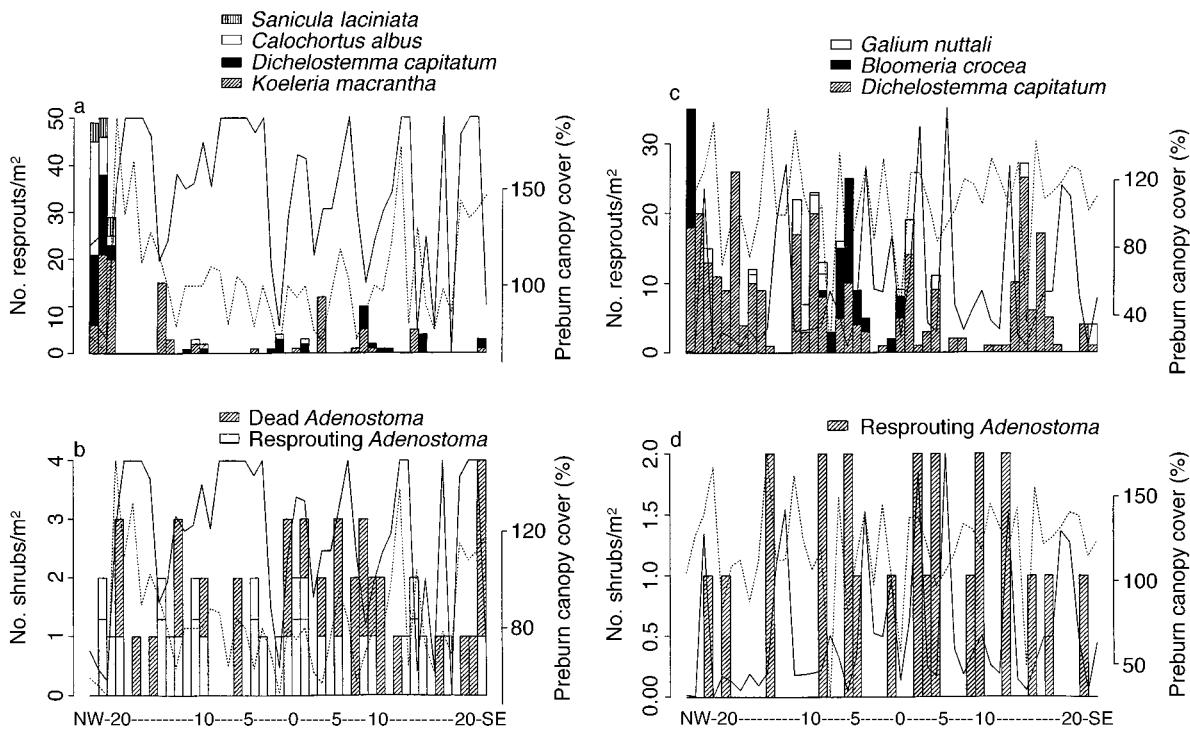 Sanicula laciniata
Calochortus albus
Dichelostemma capitatum
Koeleria macrantha
a
50
40
30
20
10
0
No. resprouts/m²
150
100
Preburn canopy cover (%)
Galium nuttali
Bloomeria crocea
Dichelostemma capitatum
c
30
20
10
0
No. resprouts/m²
120
80
40
Preburn canopy cover (%)
Dead Adenostoma
Resprouting Adenostoma
b
4
3
2
1
0
No. shrubs/m²
120
80
Preburn canopy cover (%)
NW-20---------10----5-----0----5----10---------20-SE
Resprouting Adenostoma
d
2.0
1.5
1.0
0.5
0.0
No. shrubs/m²
150
100
50
Preburn canopy cover (%)
NW-20---------10----5-----0----5----10---------20-SE